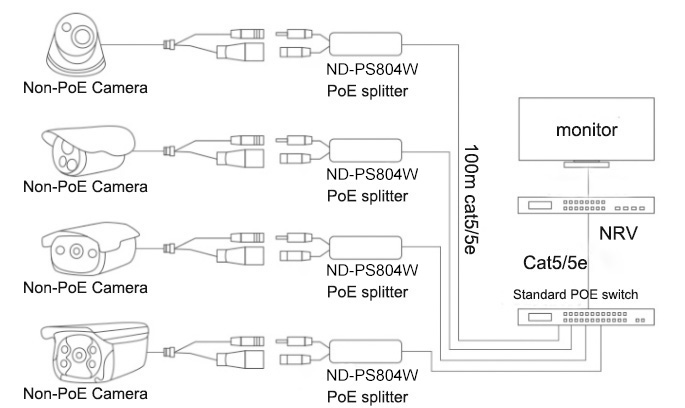 Non-PoE Camera
ND-PS804W
PoE splitter
Non-PoE Camera
ND-PS804W
PoE splitter
Non-PoE Camera
ND-PS804W
PoE splitter
Non-PoE Camera
ND-PS804W
PoE splitter
100m cat5/5e
monitor
NRV
Cat5/5e
Standard POE switch